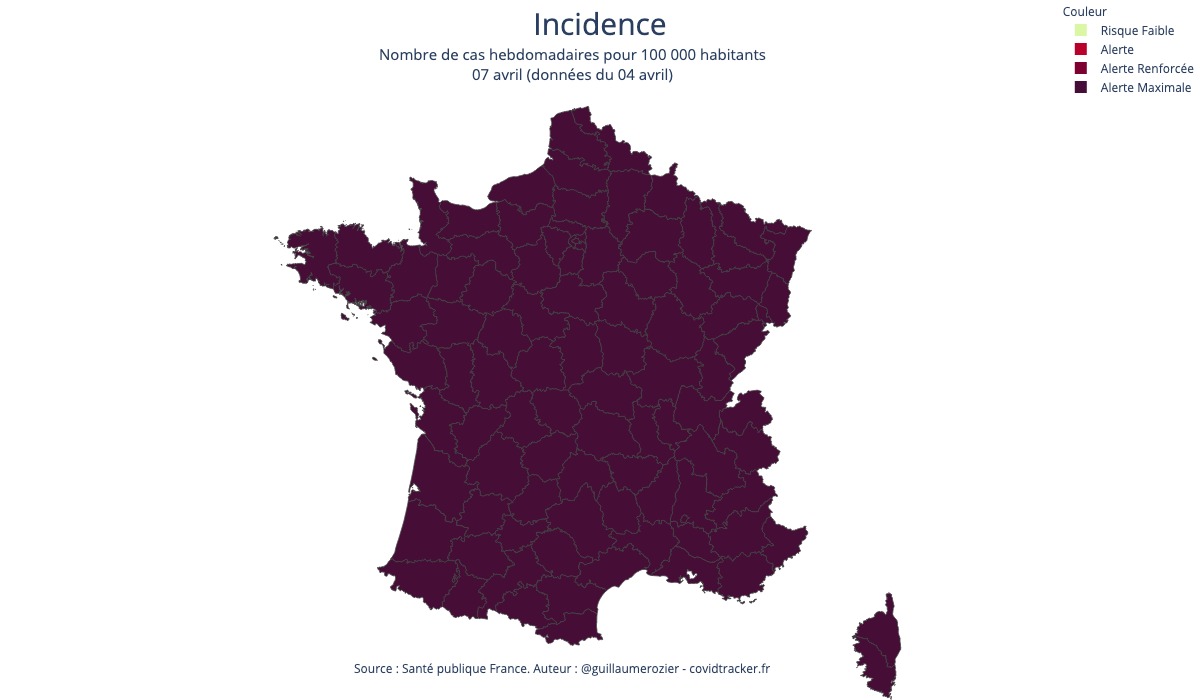 Incidence
Nombre de cas hebdomadaires pour 100 000 habitants
07 avril (données du 04 avril)
Couleur
Risque Faible
Alerte
Alerte Renforcée
Alerte Maximale
Source : Santé publique France. Auteur : @guillaumerozier - covidtracker.fr